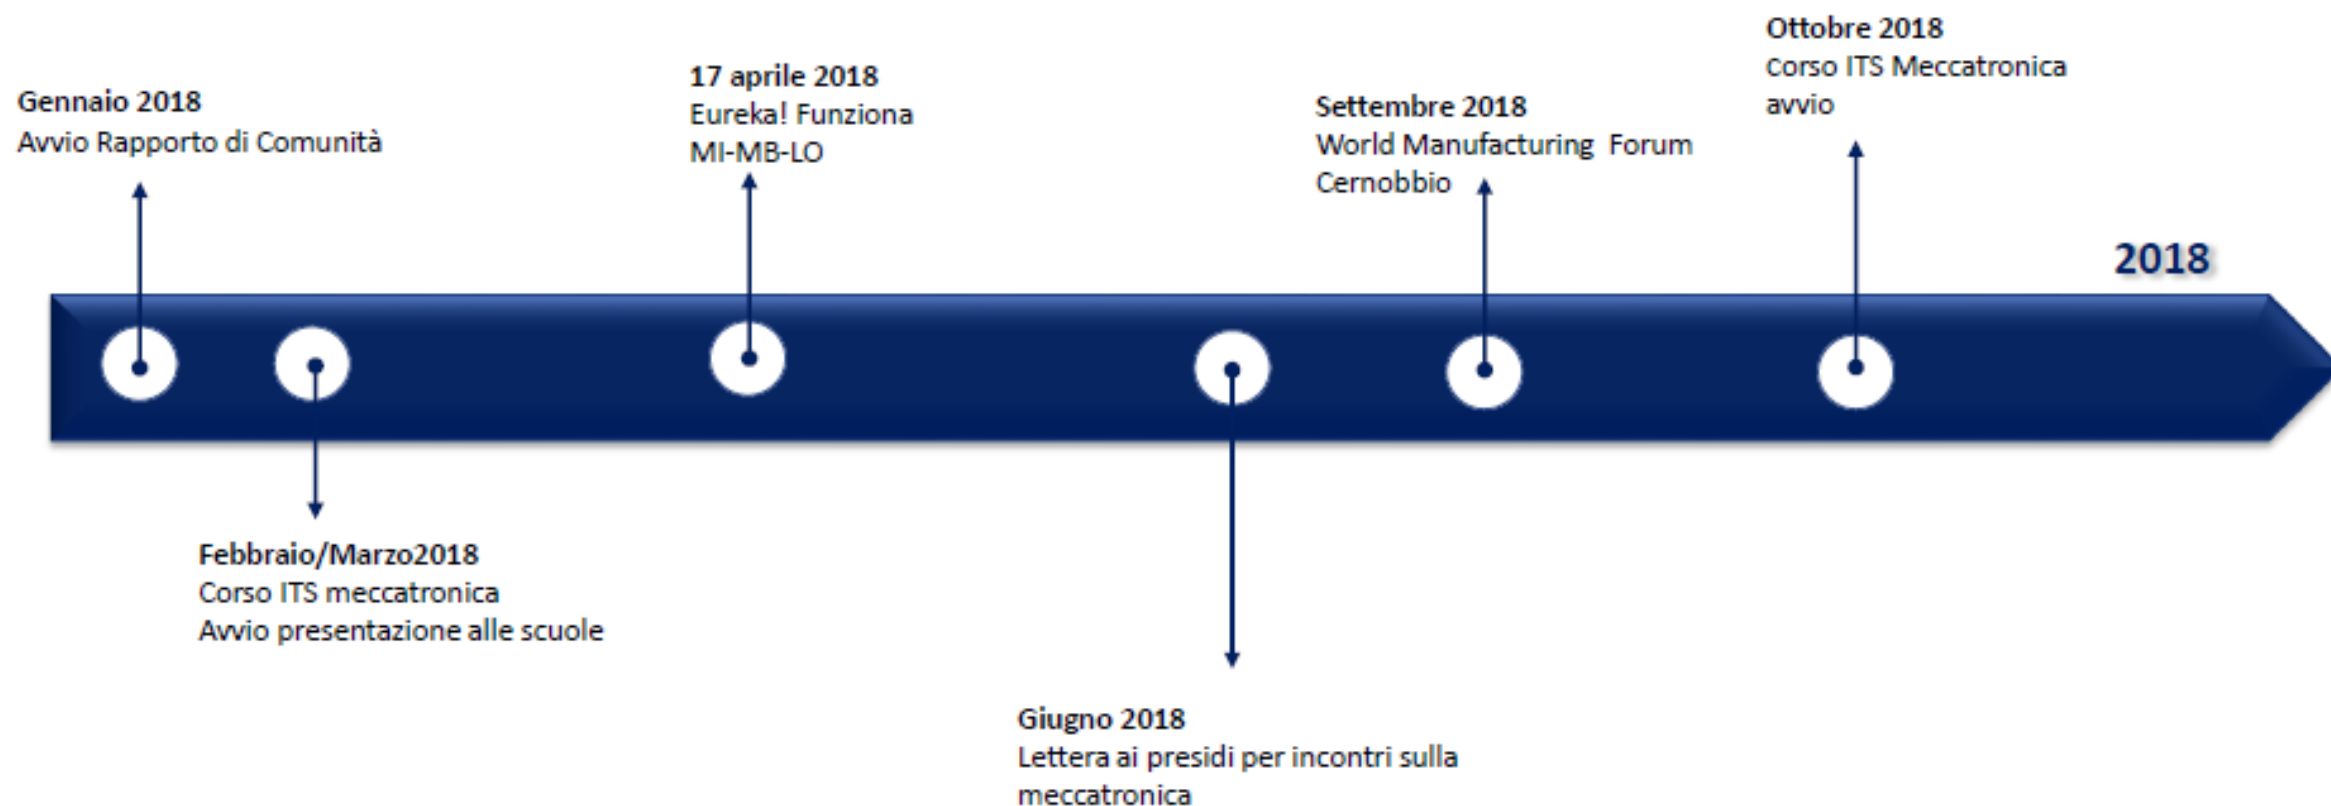 Gennaio 2018
Avvio Rapporto di Comunità
Febbraio/Marzo2018
Corso ITS meccatronica
Avvio presentazione alle scuole
17 aprile 2018
Eureka! Funziona
MI-MB-LO
Giugno 2018
Lettera ai presidi per incontri sulla
meccatronica
Settembre 2018
World Manufacturing Forum
Cernobbio
Ottobre 2018
Corso ITS Meccatronica
avvio
2018